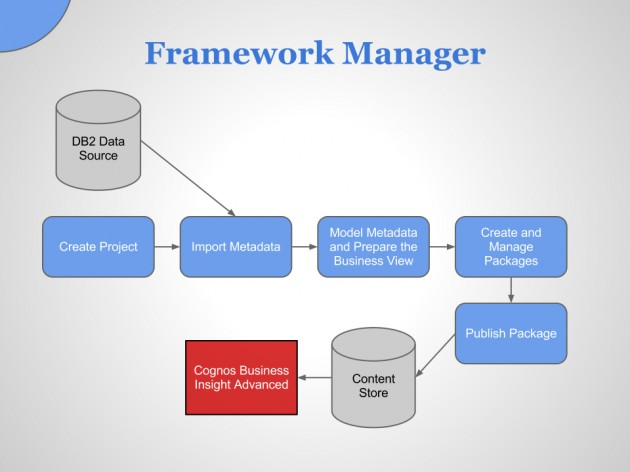 Framework Manager
DB2 Data
Source
Create Project
Import Metadata
Model Metadata
and Prepare the
Business View
Create and
Manage
Packages
Publish Package
Cognos Business
Insight Advanced
Content
Store